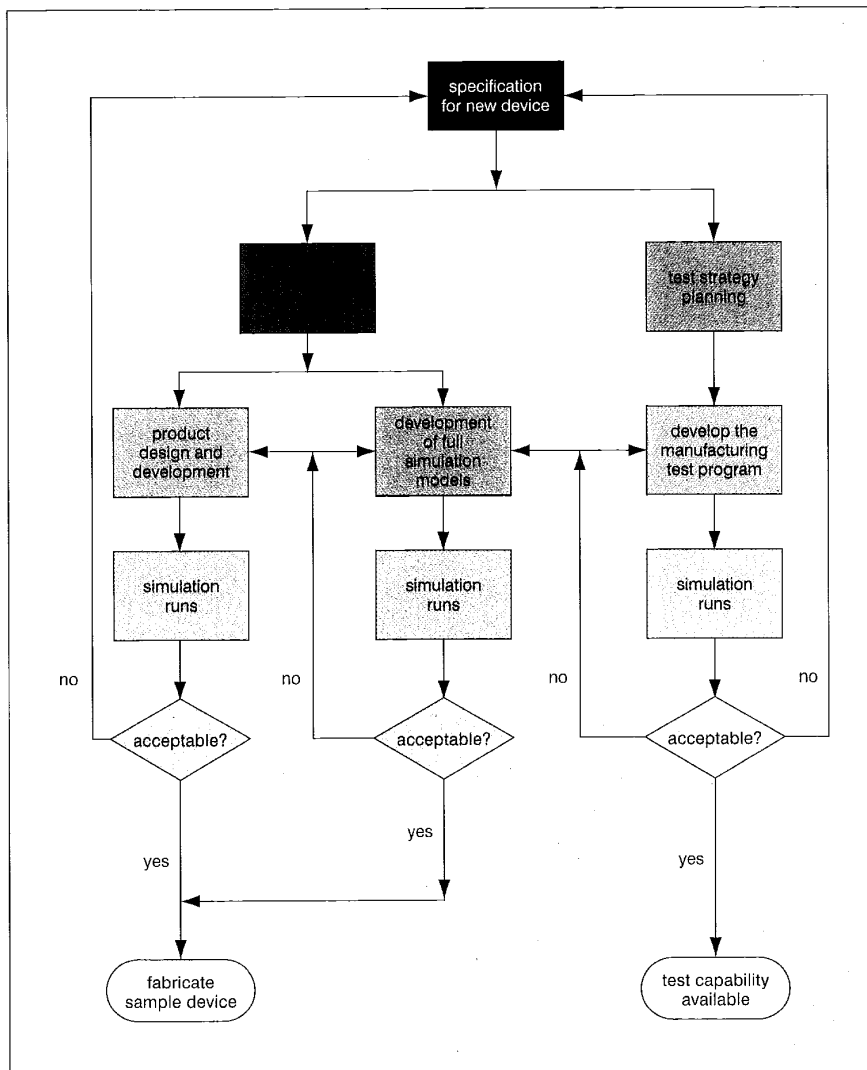 specification
for new device
test strategy
planning
product
design and
development
development
of full
simulation
models
develop the
manufacturing
test program
simulation
runs
simulation
runs
simulation
runs
no
no
no
acceptable?
acceptable?
acceptable?
yes
yes
yes
fabricate
sample device
test capability
available